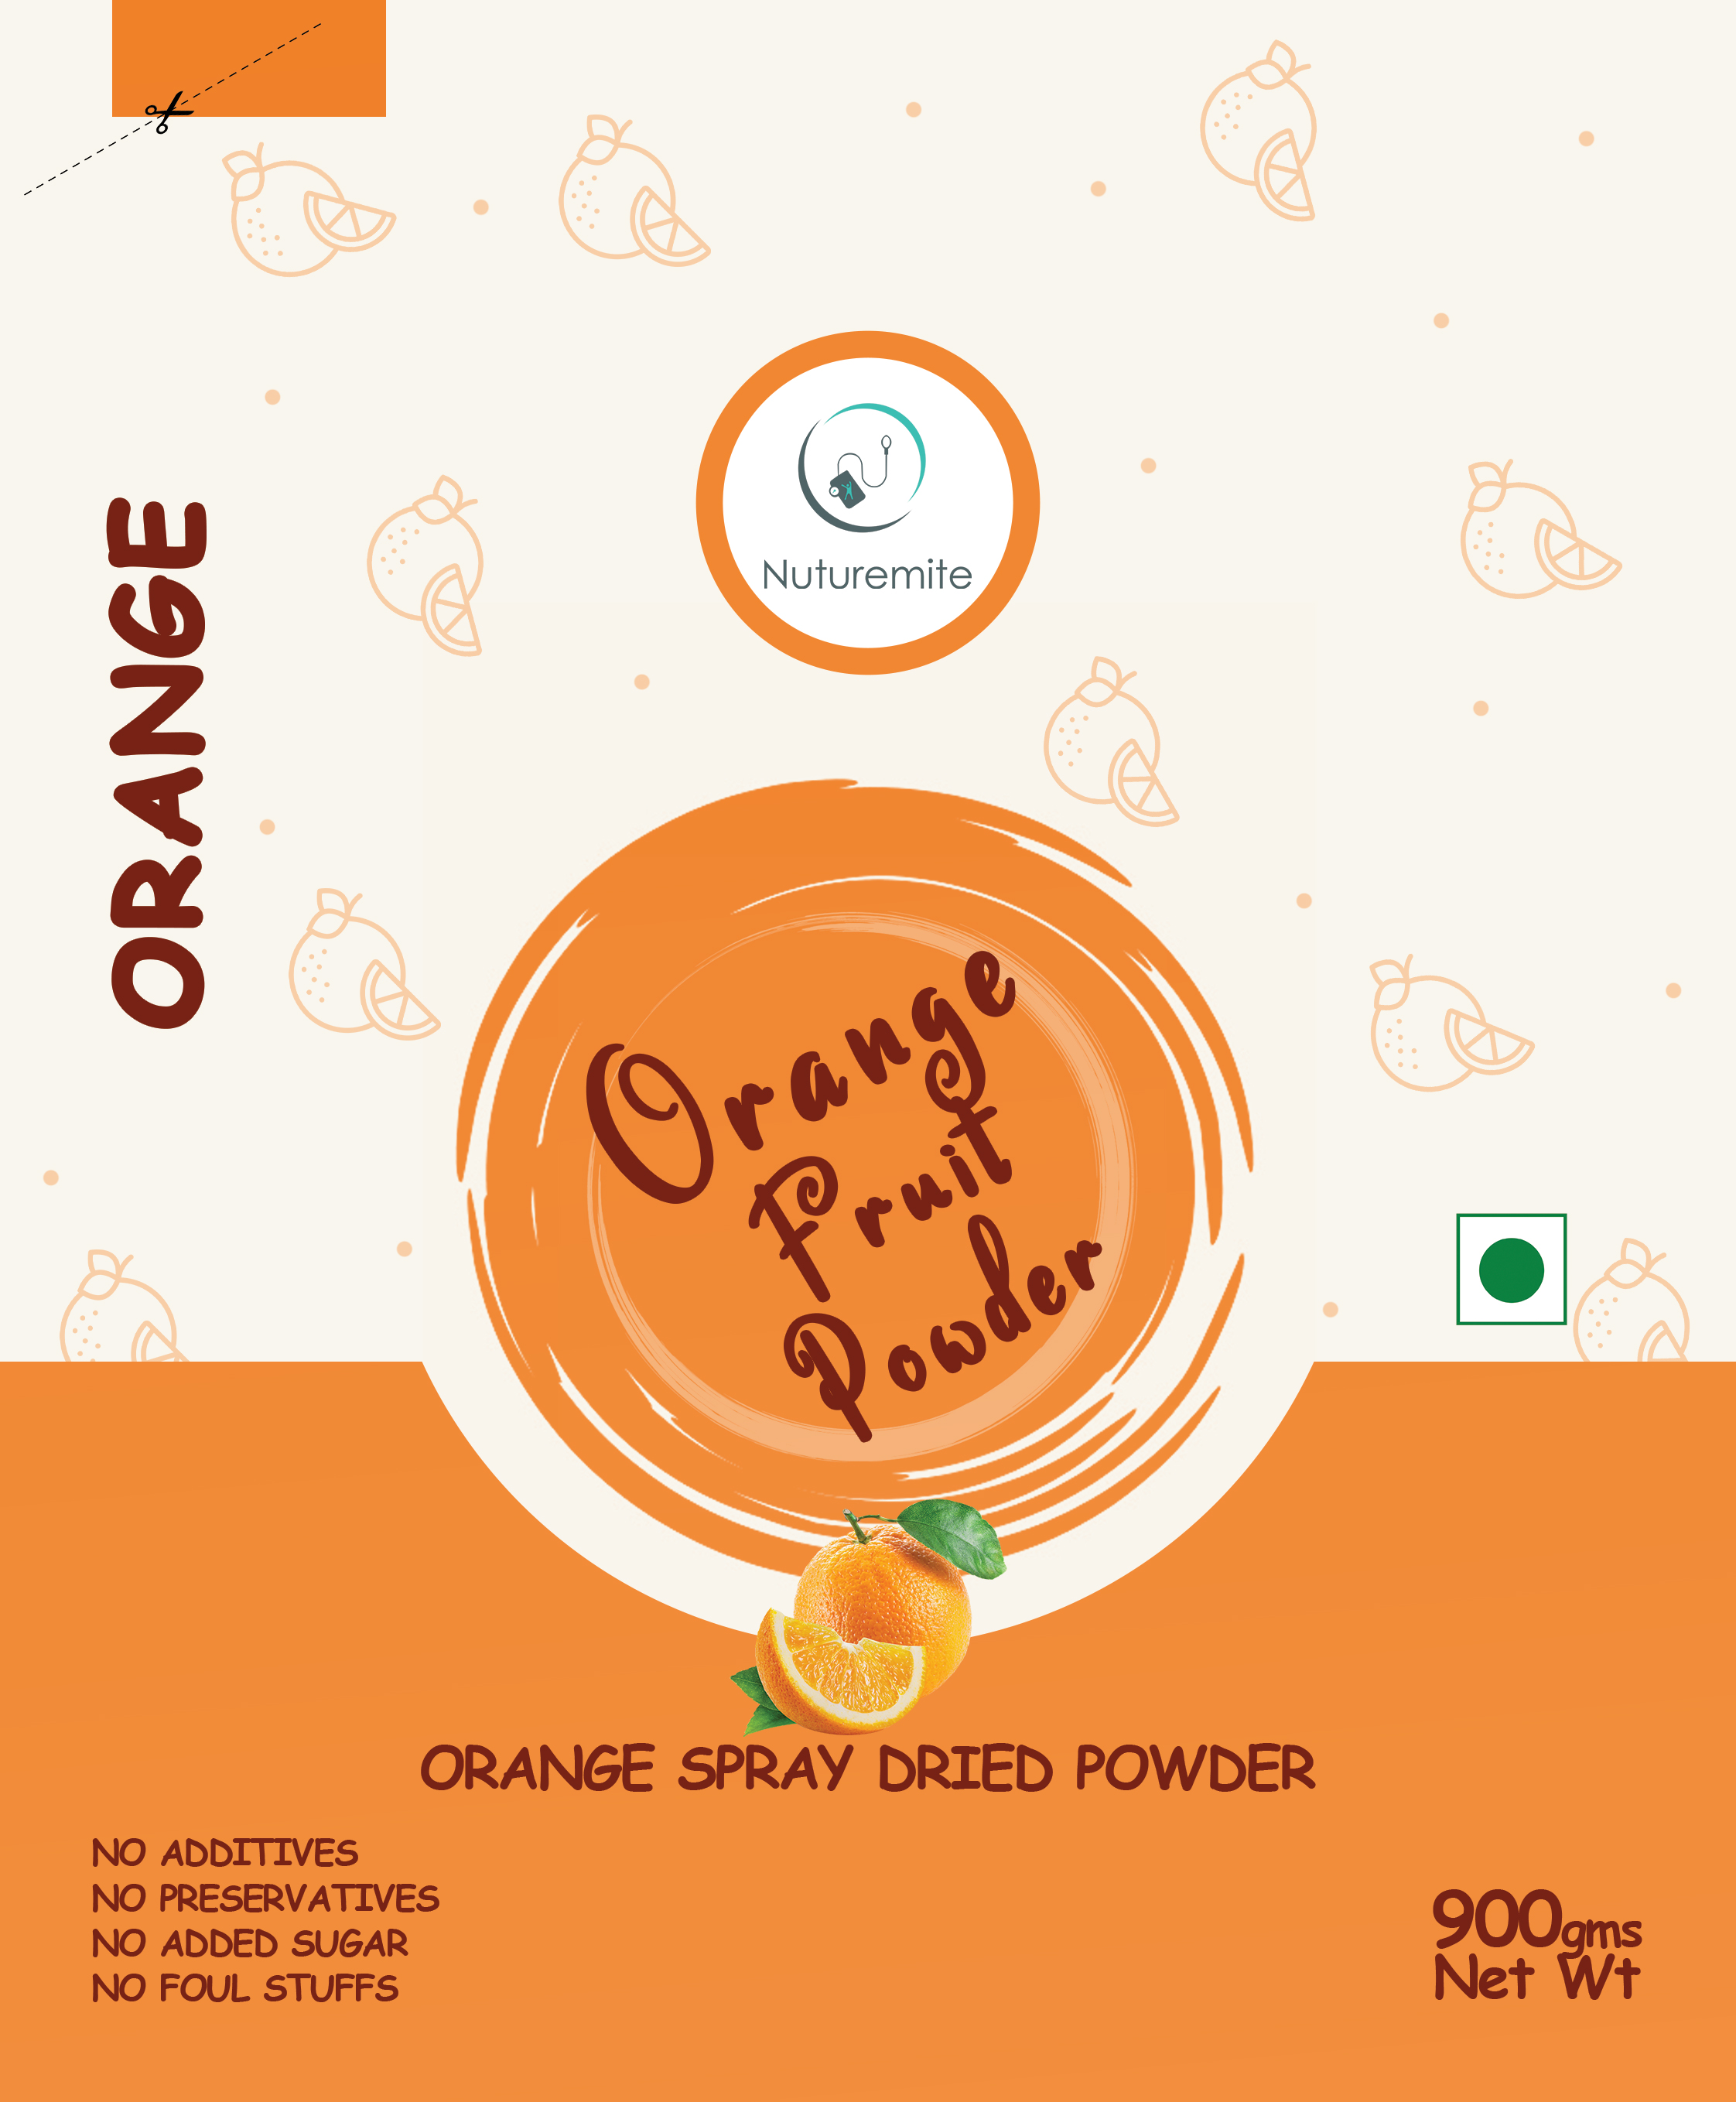 Nuturemite
ORANGE
Orange
Fruit
Powder
ORANGE SPRAY DRIED POWDER
NO ADDITIVES
NO PRESERVATIVES
NO ADDED SUGAR
NO FOUL STUFFS
900gms
Net Wt